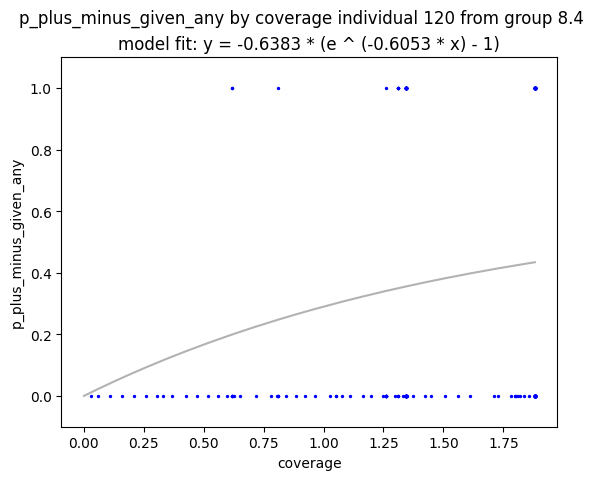 p_plus_minus_given_any by coverage individual 120 from group 8.4
model fit: y = -0.6383 * (e ^ (-0.6053 * x) - 1)
1.0
0.8
0.6
0.4
0.2
0.0
p_plus_minus_given_any
0.00 0.25 0.50 0.75 1.00 1.25 1.50 1.75
coverage